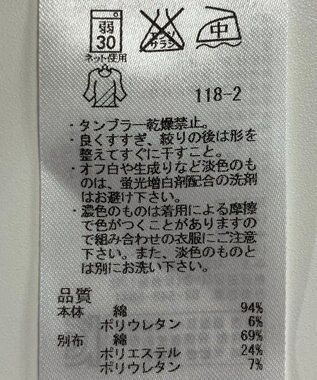 弱
30
ネット使用
エンソ
サラシ
中
118-2
・タンブラー乾燥禁止。
・良くすすぎ、絞りの後は形を
整えてすぐに干すこと。
・オフ白や生成りなど淡色のも
のは、蛍光増白剤配合の洗剤
はお避け下さい。
・濃色のものは着用による摩擦
で色がつくことがありますの
で組み合わせの衣服にご注意
下さい。また、淡色のものと
は別にお洗い下さい。
品質
本体 綿 94%
ポリウレタン 6%
別布 綿 69%
ポリエステル 24%
ポリウレタン 7%